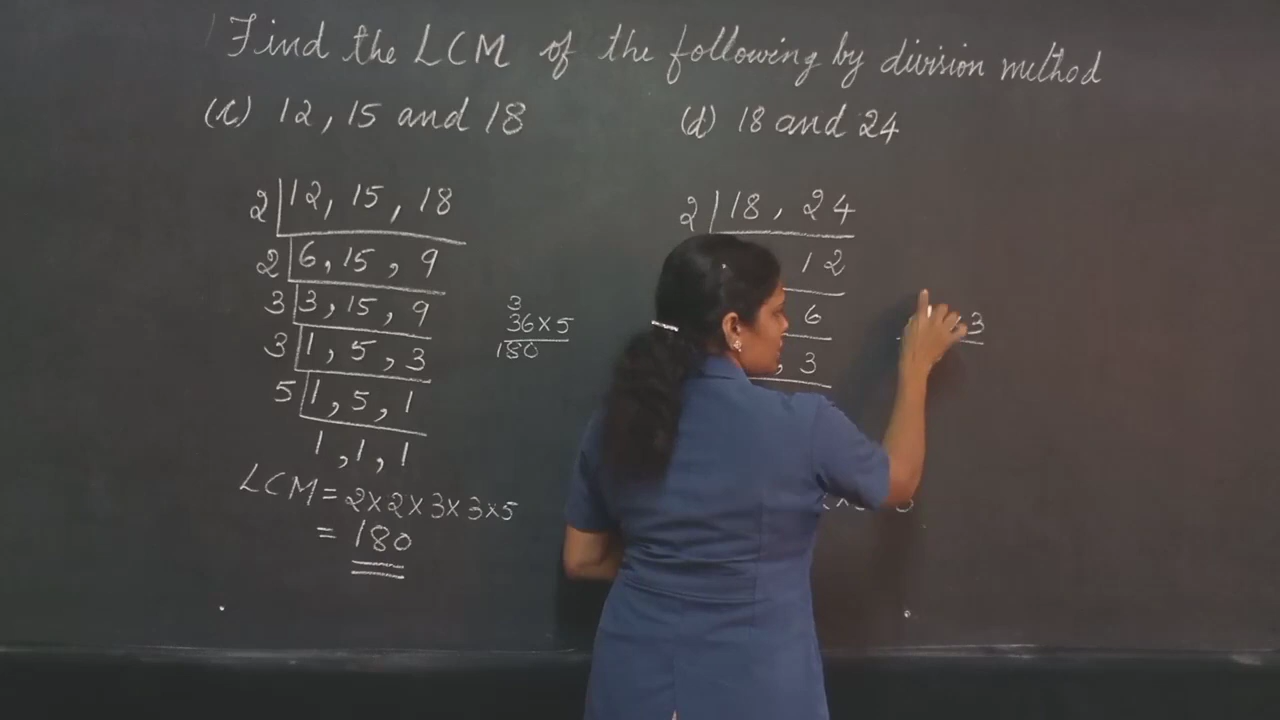 Find the LCM of the following by division method
(c) 12, 15 and 18
2 12, 15, 18
2 6, 15, 9
3 3, 15, 9
3 1, 5, 3
5 1, 5, 1
1, 1, 1
LCM = 2×2×3×3×5
= 180
3
36×5
180
(d) 18 and 24
2 18, 24
12
6
, 3
3